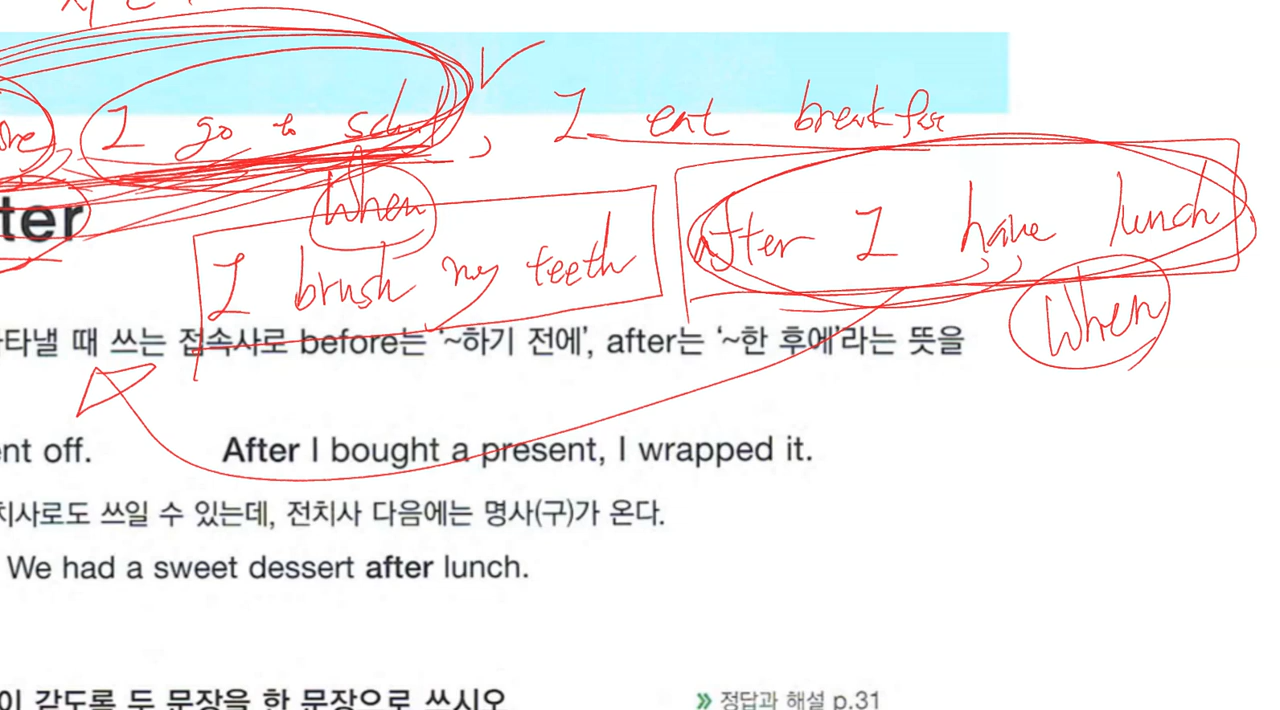 I go to
, I eat
When
ter
I brush my teeth
After I have lunch
When
타낼 때 쓰는 접속사로 before는 ‘~하기 전에’, after는 ‘~한 후에’라는 뜻을
ent off. After I bought a present, I wrapped it.
치사로도 쓰일 수 있는데, 전치사 다음에는 명사(구)가 온다.
We had a sweet dessert after lunch.
이 같도록 두 문장을 한 문장으로 쓰시오.
» 정답과 해설 p.31